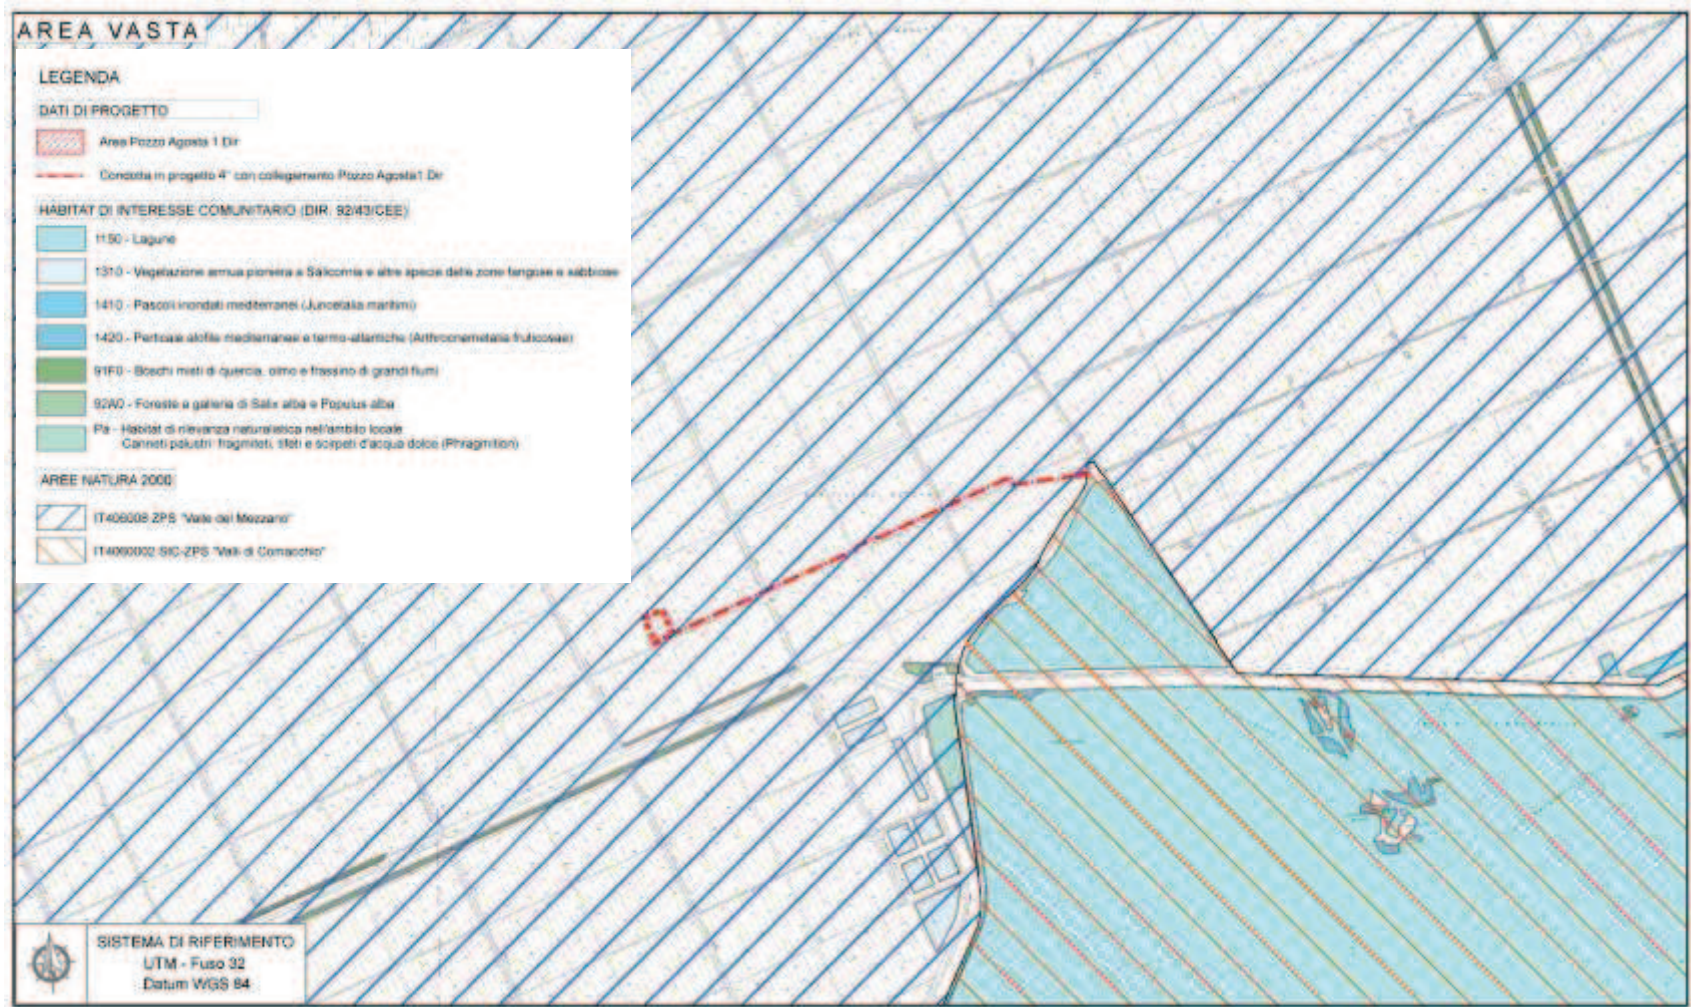 AREA VASTA
LEGENDA
DATI DI PROGETTO
Area Pozzo Agosta 1 Dir
Condotta in progetto 4" con collegamento Pozzo Agosta1 Dir
HABITAT DI INTERESSE COMUNITARIO (DIR. 92/43/CEE)
1150 - Lagune
1310 - Vegetazione annua pioniera a Salicornia e altre specie delle zone fangose e sabbiose
1410 - Pascoli inondati mediterranei (Juncetalia maritimi)
1420 - Perticaie alofile mediterranee e termo-atlantiche (Arthrocnemetalia fruticosae)
91F0 - Boschi misti di quercia, olmo e frassino di grandi fiumi
92A0 - Foreste a galleria di Salix alba e Populus alba
Pa - Habitat di rilevanza naturalistica nell'ambito locale
Canneti palustri: fragmiteti, tifeti e scirpeti d'acqua dolce (Phragmition)
AREE NATURA 2000
IT406008 ZPS "Valle del Mezzano"
IT4060002 SIC-ZPS "Valli di Comacchio"
SISTEMA DI RIFERIMENTO
UTM - Fuso 32
Datum WGS 84